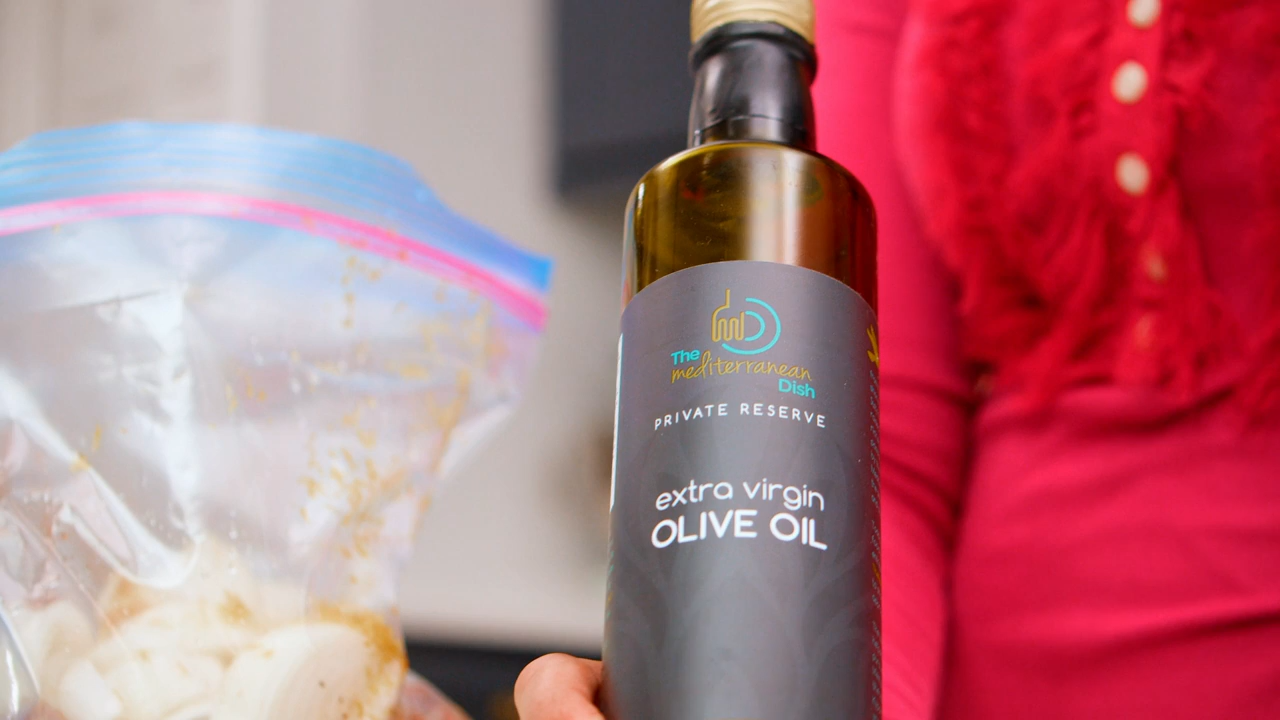 The
mediterranean
Dish
PRIVATE RESERVE
extra virgin
OLIVE OIL